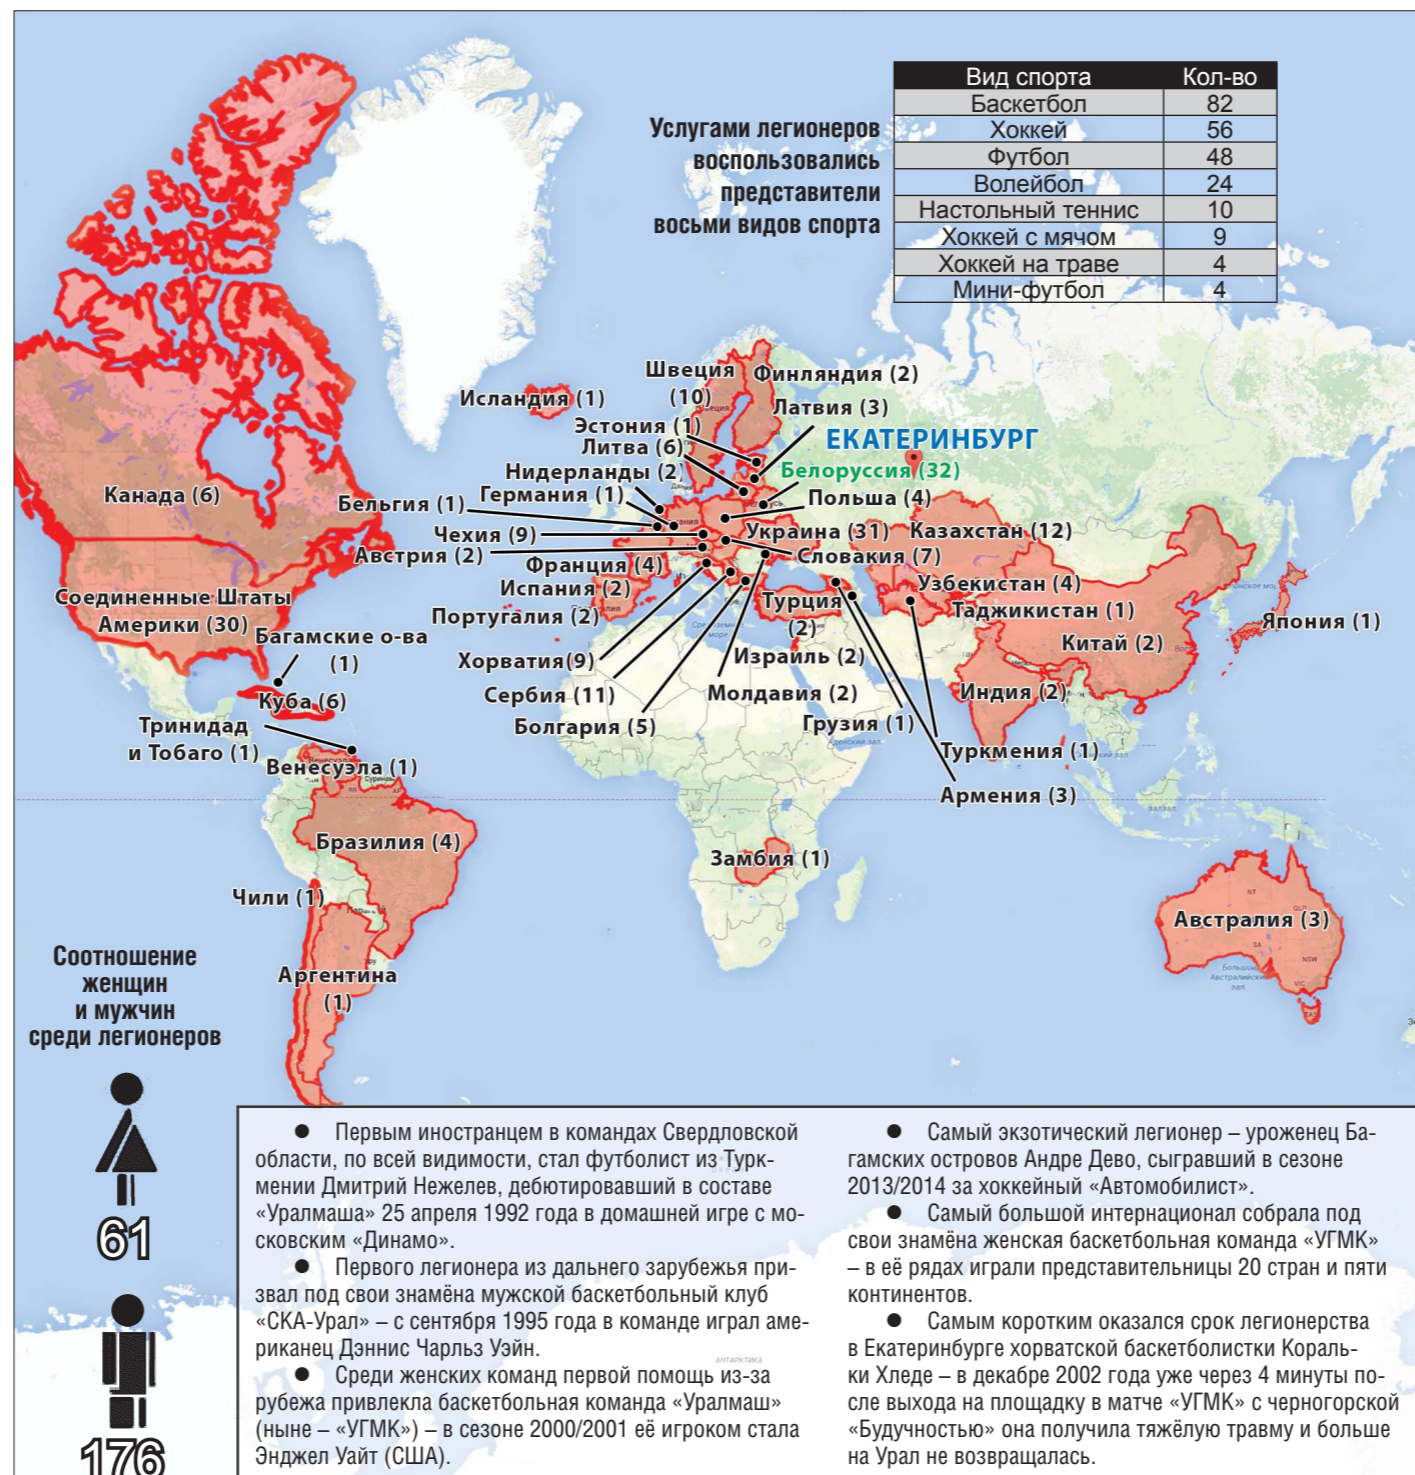 Вид спорта Кол-во
Баскетбол 82
Хоккей 56
Футбол 48
Волейбол 24
Настольный теннис 10
Хоккей с мячом 9
Хоккей на траве 4
Мини-футбол 4
Услугами легионеров
воспользовались
представители
восьми видов спорта
Исландия (1)
Швеция
(10)
Финляндия (2)
Латвия (3)
Эстония (1)
Литва (6)
ЕКАТЕРИНБУРГ
Нидерланды (2)
Белоруссия (32)
Германия (1)
Польша (4)
Бельгия (1)
Чехия (9)
Украина (31)
Казахстан (12)
Австрия (2)
Словакия (7)
Франция (4)
Испания (2)
Узбекистан (4)
Португалия (2)
Турция
(2)
Таджикистан (1)
Китай (2)
Япония (1)
Канада (6)
Соединенные Штаты
Америки (30)
Багамские о-ва
(1)
Куба (6)
Тринидад
и Тобаго (1)
Венесуэла (1)
Хорватия(9)
Сербия (11)
Болгария (5)
Израиль (2)
Молдавия (2)
Грузия (1)
Индия (2)
Туркмения (1)
Армения (3)
Бразилия (4)
Замбия (1)
Чили (1)
Аргентина
(1)
Австралия (3)
Соотношение
женщин
и мужчин
среди легионеров
61
176
● Первым иностранцем в командах Свердловской
области, по всей видимости, стал футболист из Турк-
мении Дмитрий Нежелев, дебютировавший в составе
«Уралмаша» 25 апреля 1992 года в домашней игре с мо-
сковским «Динамо».
● Первого легионера из дальнего зарубежья при-
звал под свои знамёна мужской баскетбольный клуб
«СКА-Урал» – с сентября 1995 года в команде играл аме-
риканец Дэннис Чарльз Уэйн.
● Среди женских команд первой помощь из-за
рубежа привлекла баскетбольная команда «Уралмаш»
(ныне – «УГМК») – в сезоне 2000/2001 её игроком стала
Энджел Уайт (США).
● Самый экзотический легионер – уроженец Ба-
гамских островов Андре Дево, сыгравший в сезоне
2013/2014 за хоккейный «Автомобилист».
● Самый большой интернационал собрала под
свои знамёна женская баскетбольная команда «УГМК»
– в её рядах играли представительницы 20 стран и пяти
континентов.
● Самым коротким оказался срок легионерства
в Екатеринбурге хорватской баскетболистки Кораль-
ки Хледе – в декабре 2002 года уже через 4 минуты по-
сле выхода на площадку в матче «УГМК» с черногорской
«Будучностью» она получила тяжёлую травму и больше
на Урал не возвращалась.